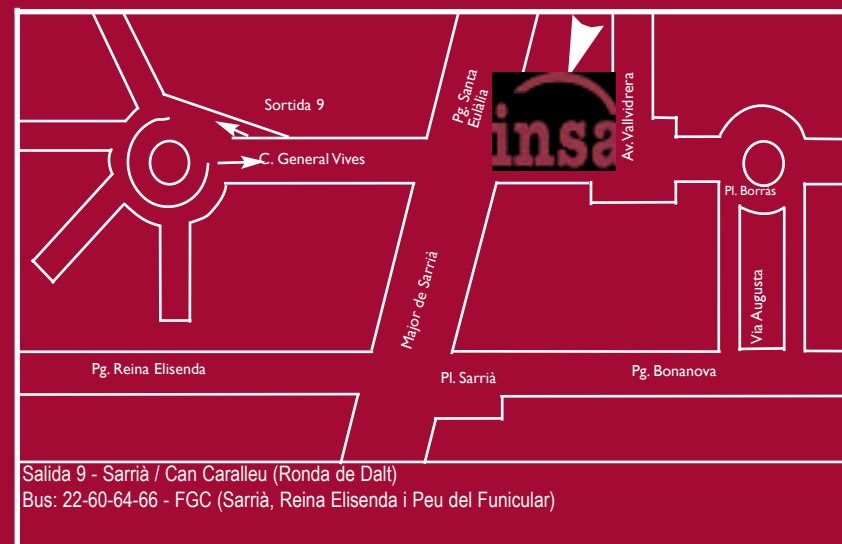 Pg. Santa
Eulàlia
Sortida 9
insa
Av. Vallvidrera
C. General Vives
Pl. Borràs
Major de Sarrià
Via Augusta
Pg. Reina Elisenda
Pl. Sarrià
Pg. Bonanova
Salida 9 - Sarrià / Can Caralleu (Ronda de Dalt)
Bus: 22-60-64-66 - FGC (Sarrià, Reina Elisenda i Peu del Funicular)